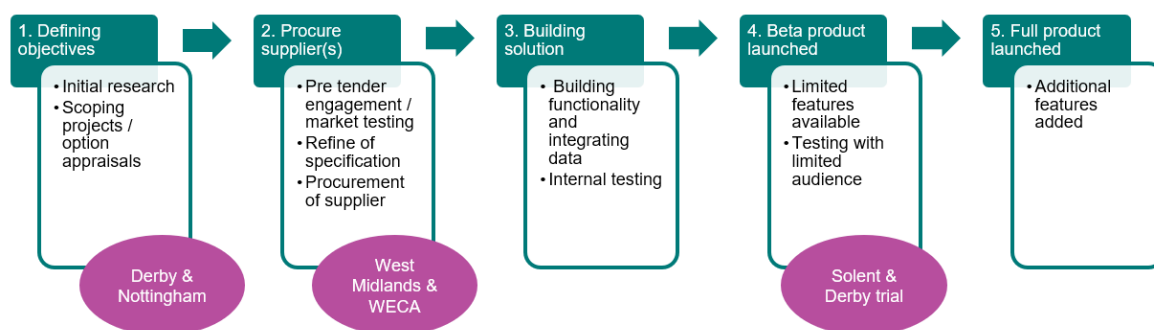 1. Defining
objectives
• Initial research
• Scoping
projects /
option
appraisals
Derby &
Nottingham
2. Procure
supplier(s)
• Pre tender
engagement /
market testing
• Refine of
specification
• Procurement
of supplier
West
Midlands &
WECA
3. Building
solution
• Building
functionality
and
integrating
data
• Internal testing
4. Beta product
launched
• Limited
features
available
• Testing with
limited
audience
Solent &
Derby trial
5. Full product
launched
• Additional
features
added